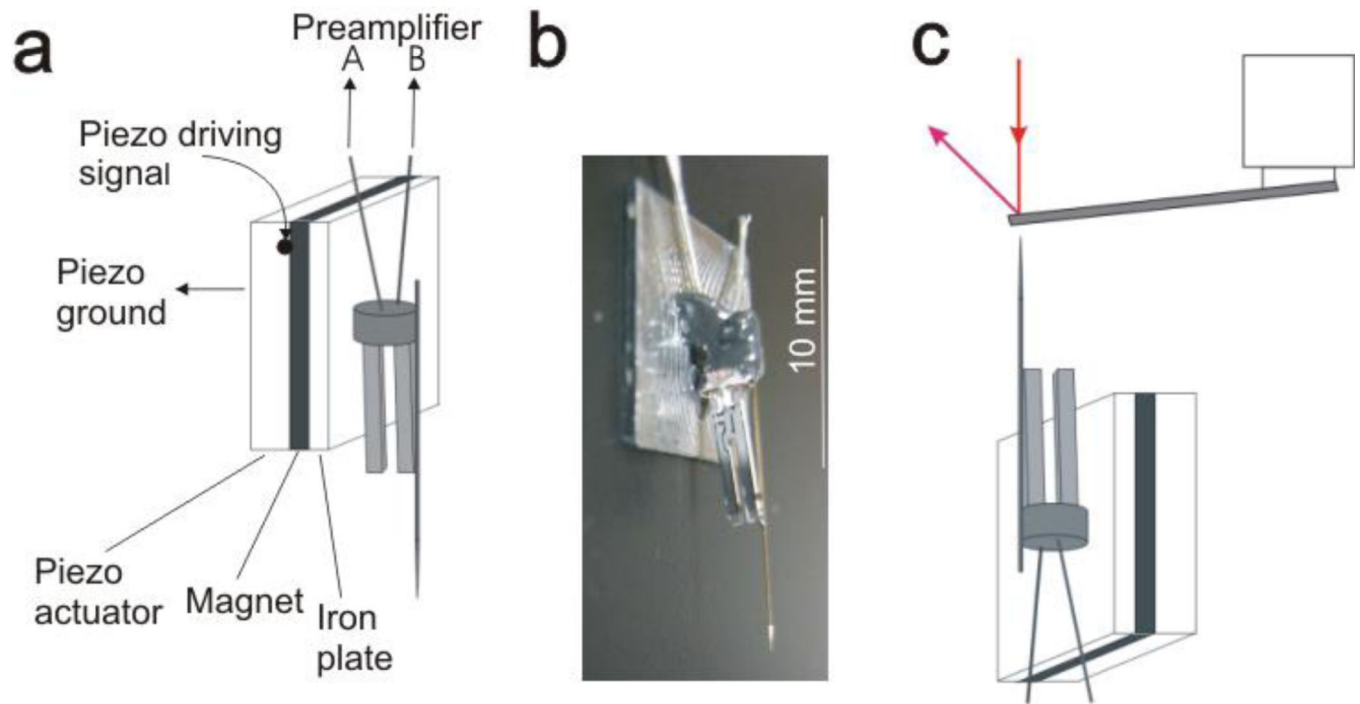 a
Preamplifier
A B
Piezo driving
signal
Piezo
ground
Piezo
actuator
Magnet
Iron
plate
b
10 mm
c